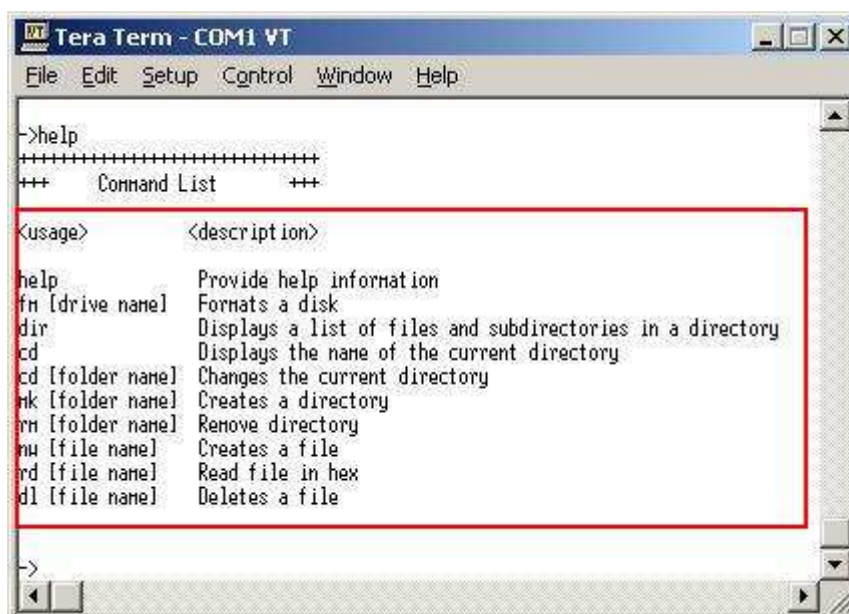 Tera Term - COM1 VT
File Edit Setup Control Window Help
->help
++++++++++++++++++++++++++++++
+++ Command List +++
<usage> <description>
help Provide help information
fm [drive name] Formats a disk
dir Displays a list of files and subdirectories in a directory
cd Displays the name of the current directory
cd [folder name] Changes the current directory
mk [folder name] Creates a directory
rm [folder name] Remove directory
nw [file name] Creates a file
rd [file name] Read file in hex
dl [file name] Deletes a file
->